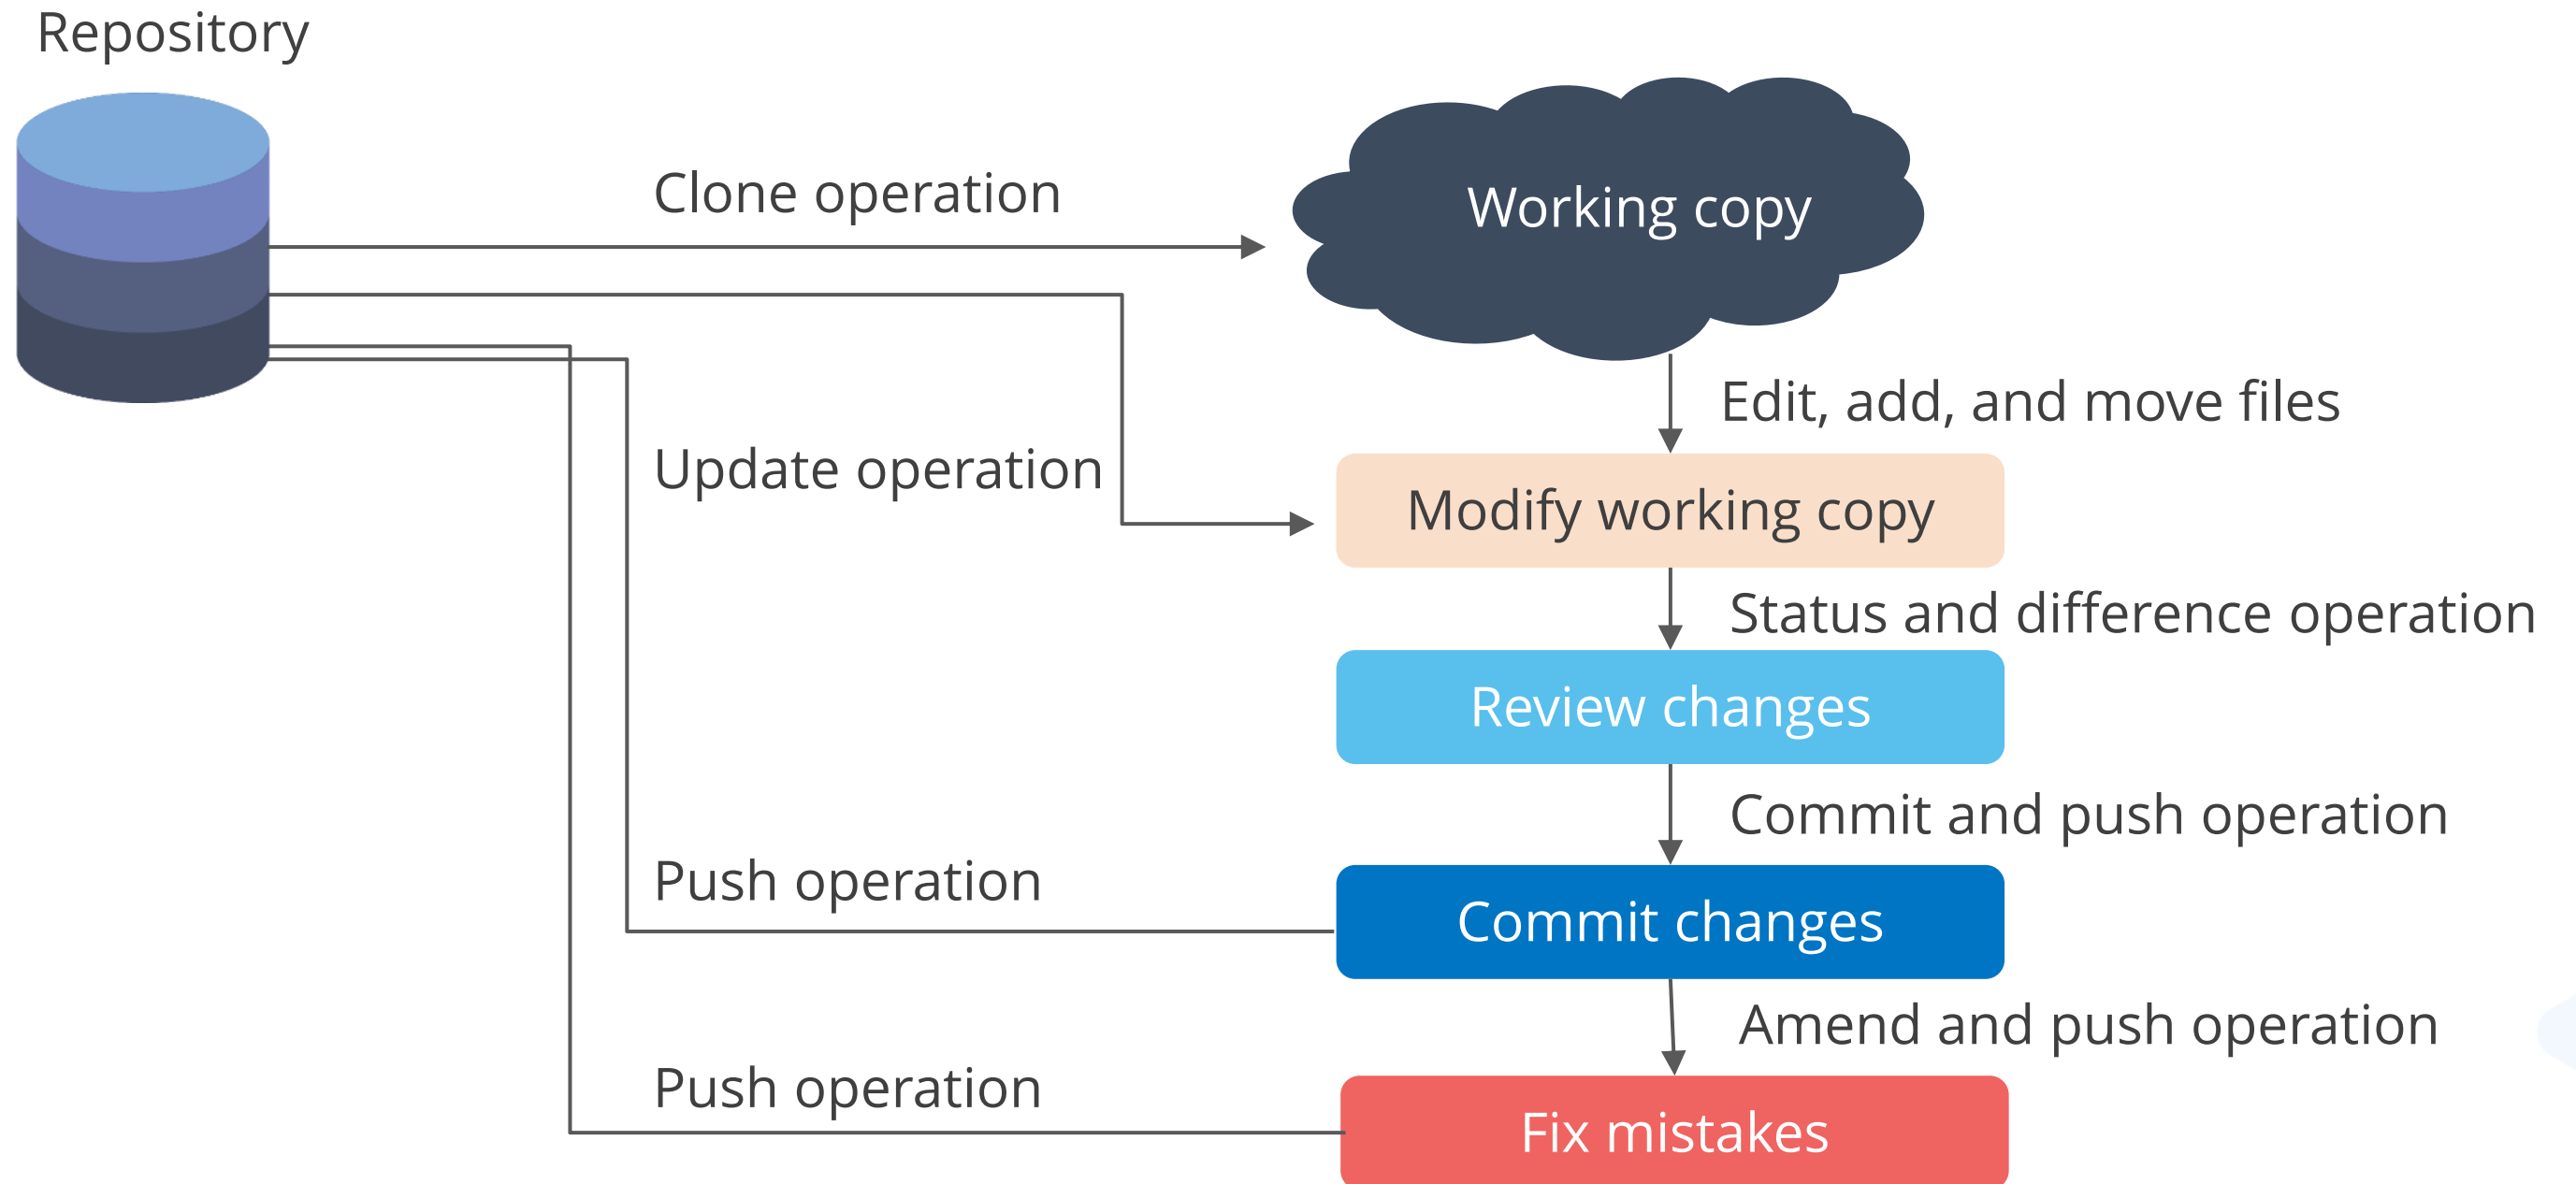 Repository
Clone operation
Working copy
Edit, add, and move files
Update operation
Modify working copy
Status and difference operation
Review changes
Commit and push operation
Push operation
Commit changes
Amend and push operation
Push operation
Fix mistakes